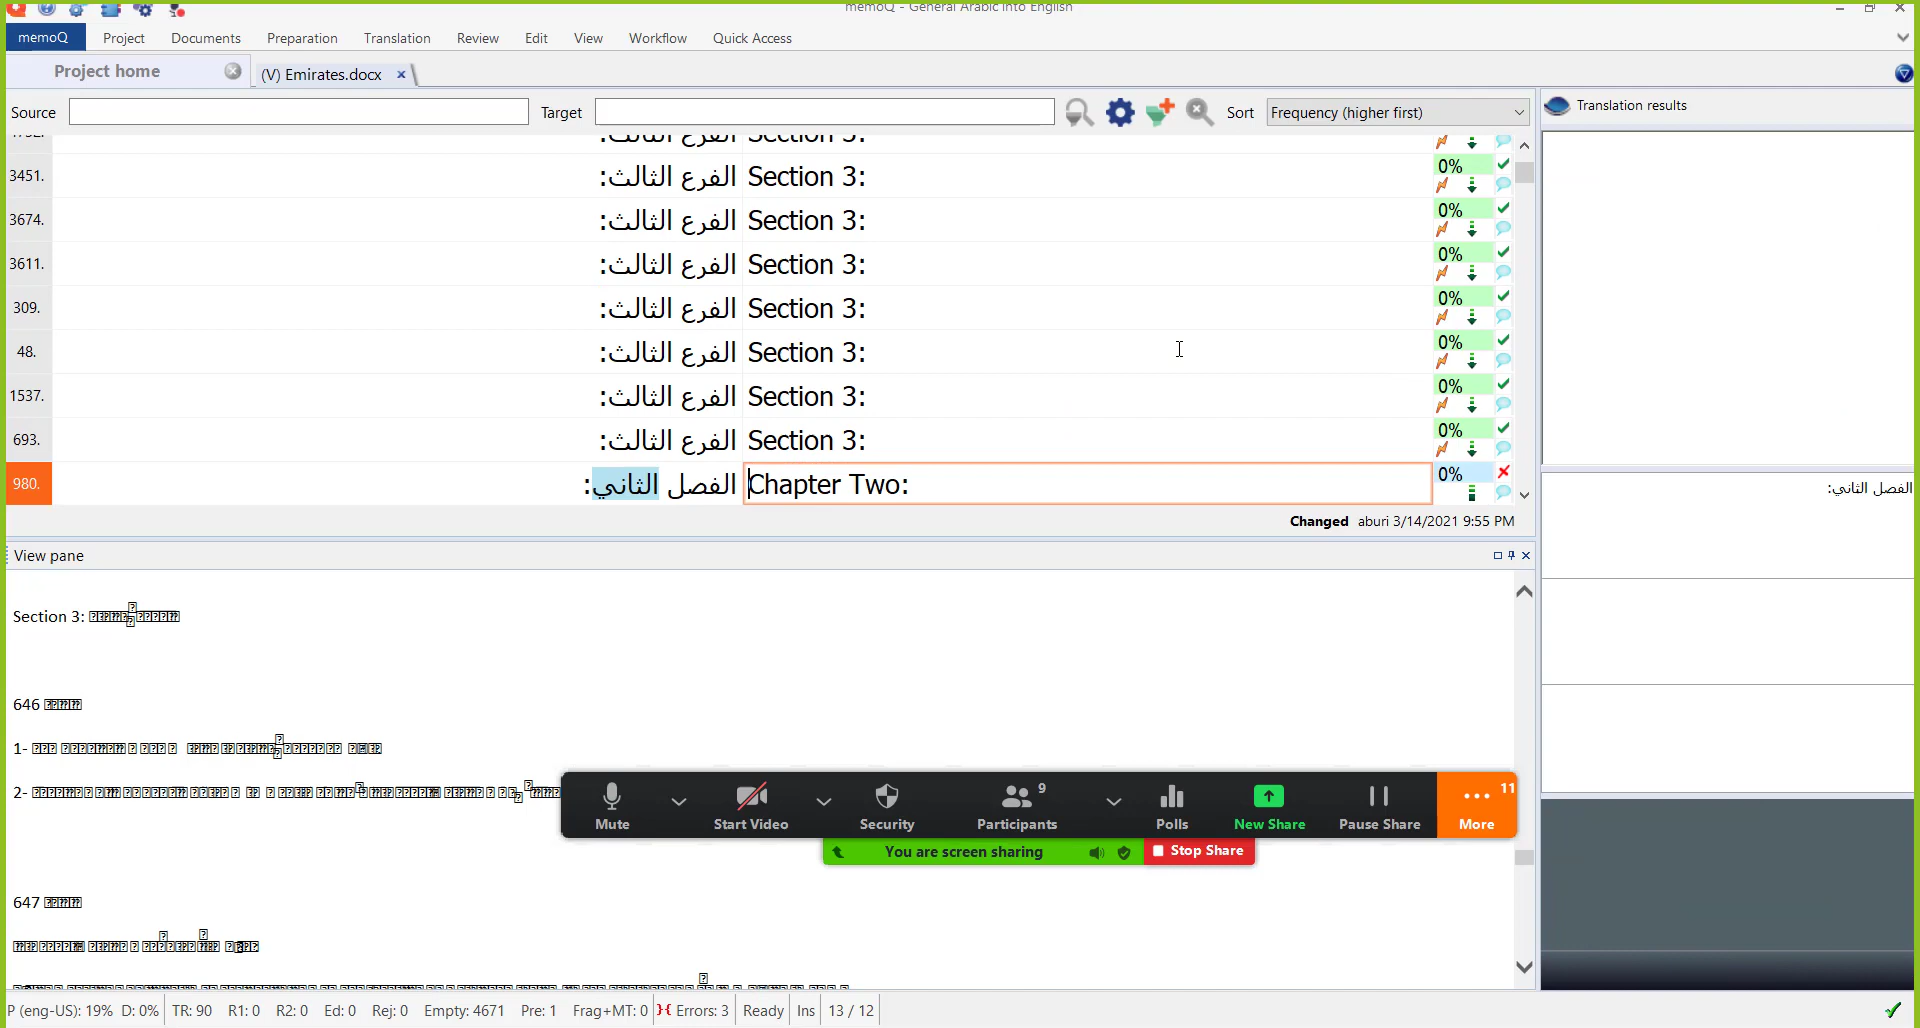 memoQ - General Arabic into English
memoQ Project Documents Preparation Translation Review Edit View Workflow Quick Access
Project home (V) Emirates.docx
Source Target Sort Frequency (higher first)
Translation results
الفرع الثالث: Section 3:
3451. الفرع الثالث: Section 3: 0%
3674. الفرع الثالث: Section 3: 0%
3611. الفرع الثالث: Section 3: 0%
309. الفرع الثالث: Section 3: 0%
48. الفرع الثالث: Section 3: 0%
1537. الفرع الثالث: Section 3: 0%
693. الفرع الثالث: Section 3: 0%
980. الفصل الثاني: Chapter Two: 0%
الفصل الثاني:
Changed aburi 3/14/2021 9:55 PM
View pane
Section 3:
646
1-
2-
Mute Start Video Security Participants 9 Polls New Share Pause Share More 11
You are screen sharing Stop Share
647
P (eng-US): 19% D: 0% TR: 90 R1: 0 R2: 0 Ed: 0 Rej: 0 Empty: 4671 Pre: 1 Frag+MT: 0 Errors: 3 Ready Ins 13 / 12